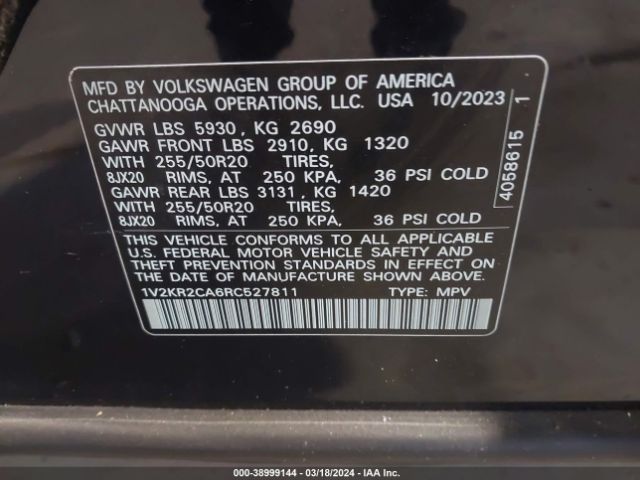 MFD BY VOLKSWAGEN GROUP OF AMERICA
CHATTANOOGA OPERATIONS, LLC. USA 10/2023
GVWR LBS 5930 , KG 2690
GAWR FRONT LBS 2910, KG 1320
WITH 255/50R20 TIRES,
8JX20 RIMS, AT 250 KPA, 36 PSI COLD
GAWR REAR LBS 3131 , KG 1420
WITH 255/50R20 TIRES,
8JX20 RIMS, AT 250 KPA, 36 PSI COLD
THIS VEHICLE CONFORMS TO ALL APPLICABLE
U.S. FEDERAL MOTOR VEHICLE SAFETY AND
THEFT PREVENTION STANDARDS IN EFFECT ON
THE DATE OF MANUFACTURE SHOWN ABOVE.
1V2KR2CA6RC527811 TYPE: MPV
4058615 1
000-38999144 - 03/18/2024 - IAA Inc.